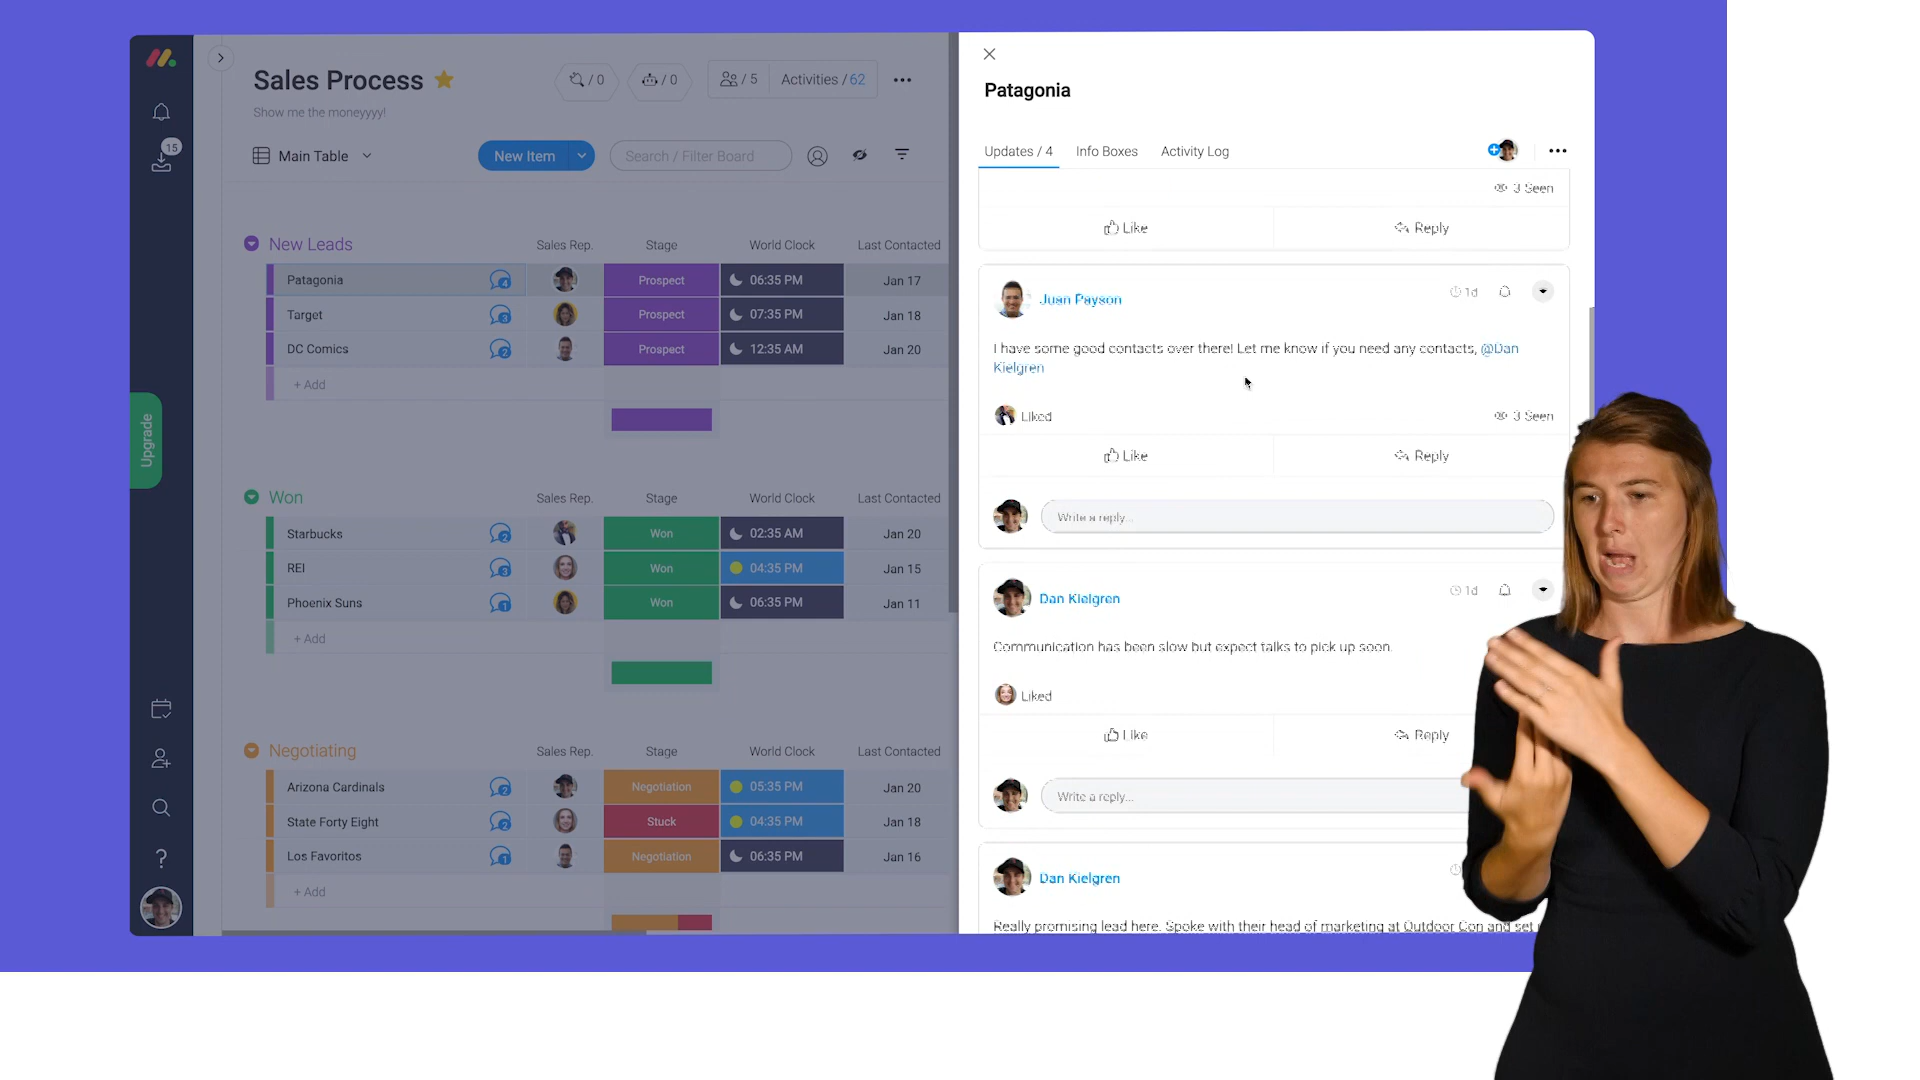 Sales Process
/ 0
/ 0
/ 5
Activities / 62
Show me the moneyyyy!
15
Main Table
New Item
Search / Filter Board
Upgrade
New Leads
Sales Rep.
Stage
World Clock
Last Contacted
Patagonia
4
Prospect
06:35 PM
Jan 17
Target
3
Prospect
07:35 PM
Jan 18
DC Comics
2
Prospect
12:35 AM
Jan 20
+ Add
Won
Sales Rep.
Stage
World Clock
Last Contacted
Starbucks
2
Won
02:35 AM
Jan 20
REI
3
Won
04:35 PM
Jan 15
Phoenix Suns
1
Won
06:35 PM
Jan 11
+ Add
Negotiating
Sales Rep.
Stage
World Clock
Last Contacted
Arizona Cardinals
2
Negotiation
05:35 PM
Jan 20
State Forty Eight
2
Stuck
04:35 PM
Jan 18
Los Favoritos
1
Negotiation
06:35 PM
Jan 16
+ Add
?
Patagonia
Updates / 4
Info Boxes
Activity Log
3 Seen
Like
Reply
Juan Payson
1d
I have some good contacts over there! Let me know if you need any contacts, @Dan
Kielgren
Liked
3 Seen
Like
Reply
Write a reply...
Dan Kielgren
1d
Communication has been slow but expect talks to pick up soon.
Liked
Like
Reply
Write a reply...
Dan Kielgren
Really promising lead here. Spoke with their head of marketing at Outdoor Con and set